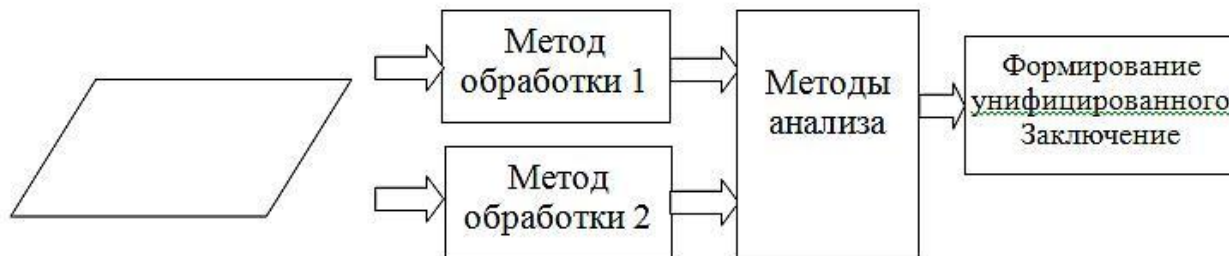 Метод
обработки 1
Метод
обработки 2
Методы
анализа
Формирование
унифицированного
Заключение